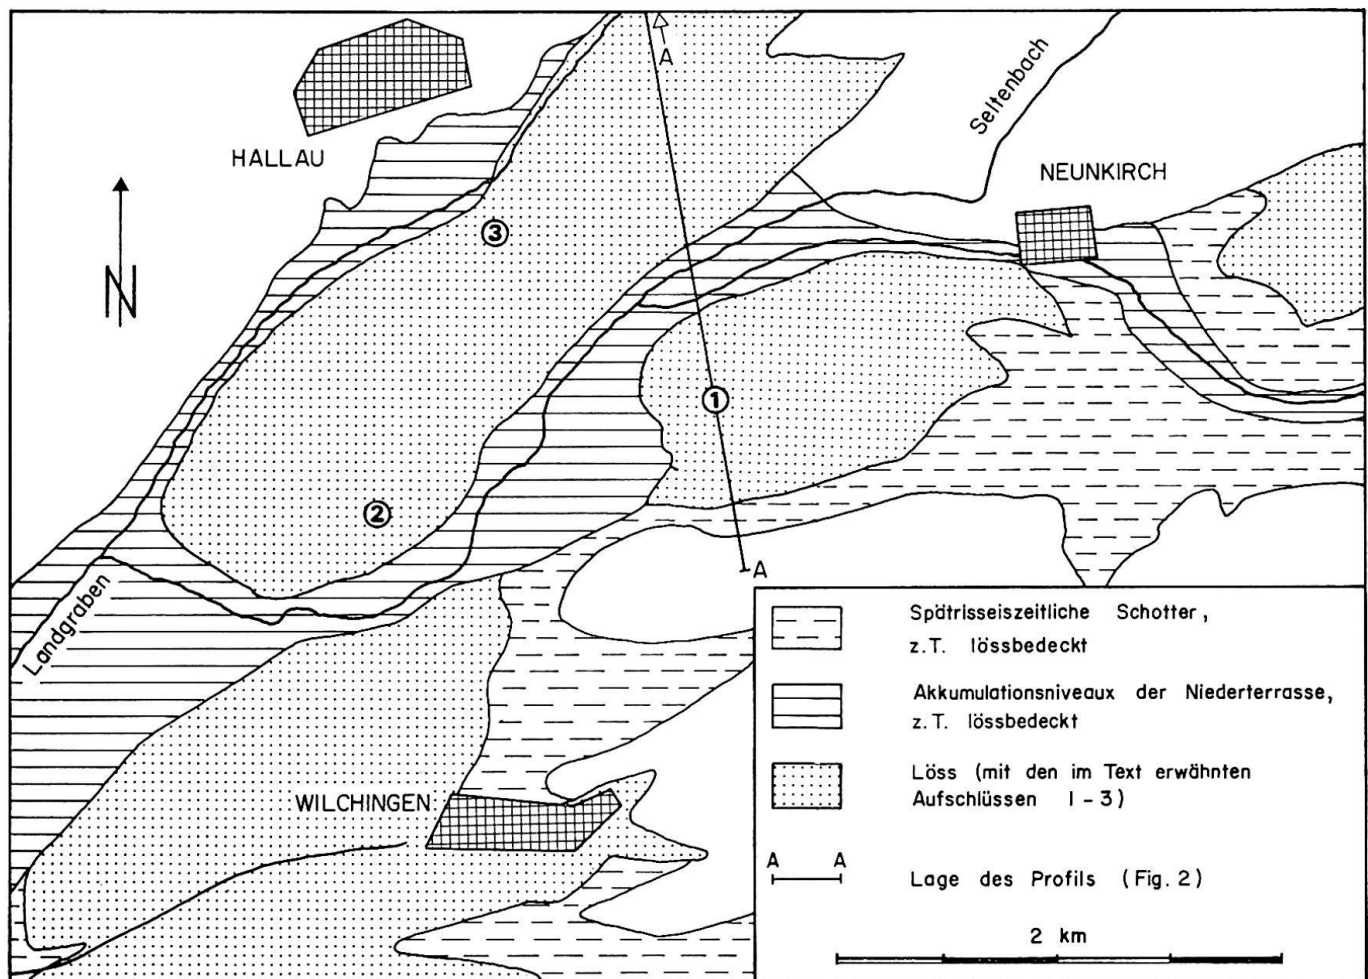 A
Seltenbach
HALLAU
NEUNKIRCH
N
3
1
2
A
Landgraben
WILCHINGEN
Spätrisseiszeitliche Schotter,
z.T. lössbedeckt
Akkumulationsniveaux der Niederterrasse,
z.T. lössbedeckt
Löss (mit den im Text erwähnten
Aufschlüssen 1-3)
A A
Lage des Profils (Fig. 2)
2 km